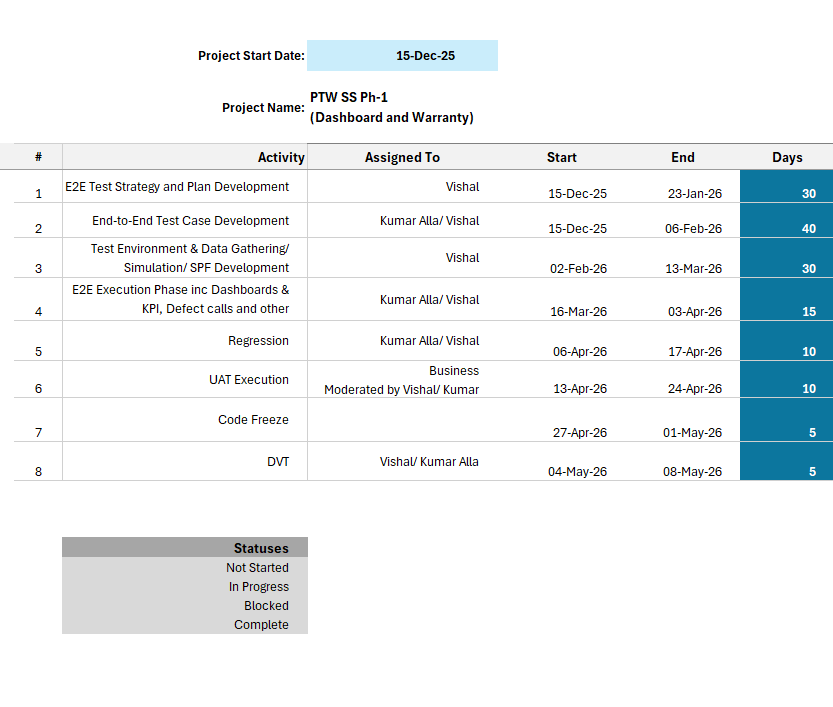 Project Start Date: 15-Dec-25
Project Name: PTW SS Ph-1
(Dashboard and Warranty)
# Activity Assigned To Start End Days
1 E2E Test Strategy and Plan Development Vishal 15-Dec-25 23-Jan-26 30
2 End-to-End Test Case Development Kumar Alla/ Vishal 15-Dec-25 06-Feb-26 40
3 Test Environment & Data Gathering/
Simulation/ SPF Development Vishal 02-Feb-26 13-Mar-26 30
4 E2E Execution Phase inc Dashboards &
KPI, Defect calls and other Kumar Alla/ Vishal 16-Mar-26 03-Apr-26 15
5 Regression Kumar Alla/ Vishal 06-Apr-26 17-Apr-26 10
6 UAT Execution Business
Moderated by Vishal/ Kumar 13-Apr-26 24-Apr-26 10
7 Code Freeze 27-Apr-26 01-May-26 5
8 DVT Vishal/ Kumar Alla 04-May-26 08-May-26 5
Statuses
Not Started
In Progress
Blocked
Complete